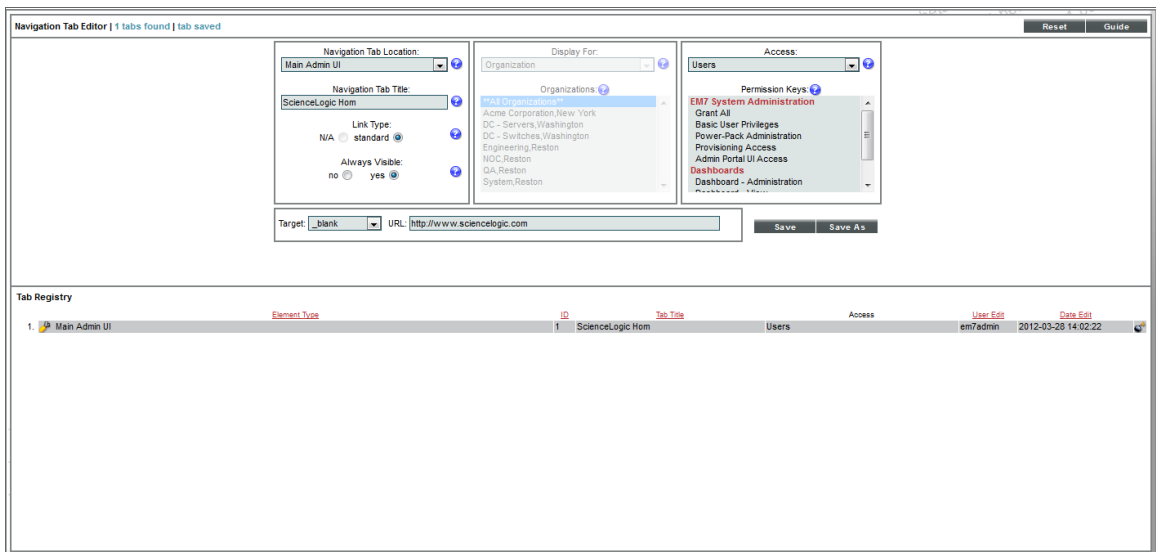 Navigation Tab Editor | 1 tabs found | tab saved
Reset
Guide
Navigation Tab Location:
Main Admin UI
Navigation Tab Title:
ScienceLogic Hom
Link Type:
N/A standard
Always Visible:
no yes
Display For:
Organization
Organizations:
**All Organizations**
Acme Corporation,New York
DC - Servers,Washington
DC - Switches,Washington
Engineering,Reston
NOC,Reston
QA,Reston
System,Reston
Access:
Users
Permission Keys:
EM7 System Administration
Grant All
Basic User Privileges
Power-Pack Administration
Provisioning Access
Admin Portal UI Access
Dashboards
Dashboard - Administration
Dashboard - View
Target: _blank URL: http://www.sciencelogic.com
Save
Save As
Tab Registry
Element Type ID Tab Title Access User Edit Date Edit
1. Main Admin UI 1 ScienceLogic Hom Users em7admin 2012-03-28 14:02:22